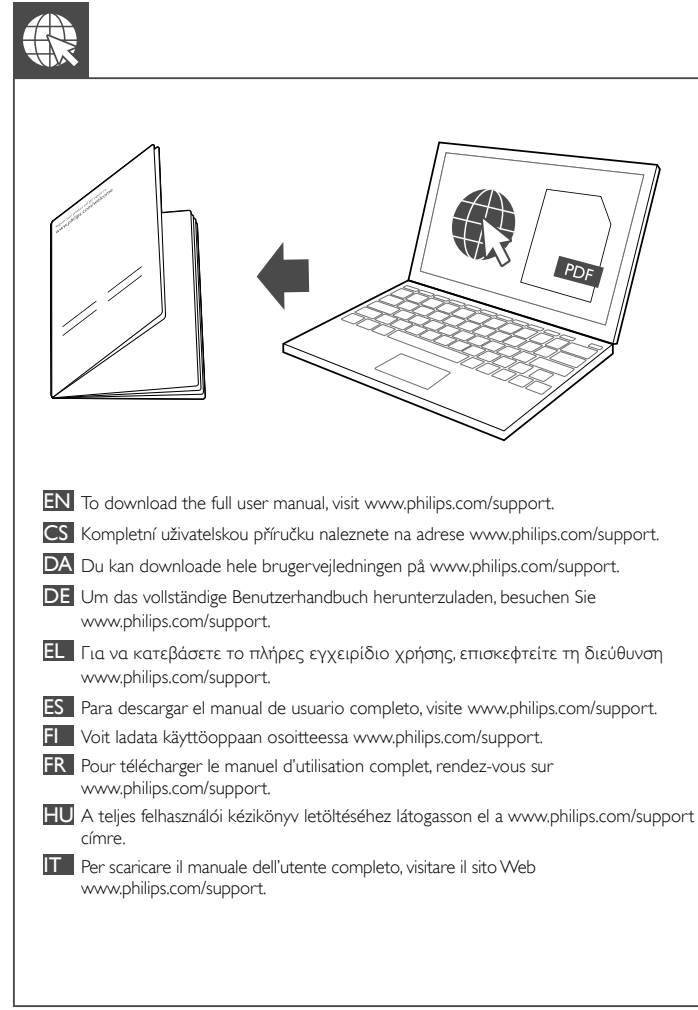 www.philips.com/welcome
PDF
EN To download the full user manual, visit www.philips.com/support.
CS Kompletní uživatelskou příručku naleznete na adrese www.philips.com/support.
DA Du kan downloade hele brugervejledningen på www.philips.com/support.
DE Um das vollständige Benutzerhandbuch herunterzuladen, besuchen Sie
www.philips.com/support.
EL Για να κατεβάσετε το πλήρες εγχειρίδιο χρήσης, επισκεφτείτε τη διεύθυνση
www.philips.com/support.
ES Para descargar el manual de usuario completo, visite www.philips.com/support.
FI Voit ladata käyttöoppaan osoitteessa www.philips.com/support.
FR Pour télécharger le manuel d'utilisation complet, rendez-vous sur
www.philips.com/support.
HU A teljes felhasználói kézikönyv letöltéséhez látogasson el a www.philips.com/support
címre.
IT Per scaricare il manuale dell'utente completo, visitare il sito Web
www.philips.com/support.